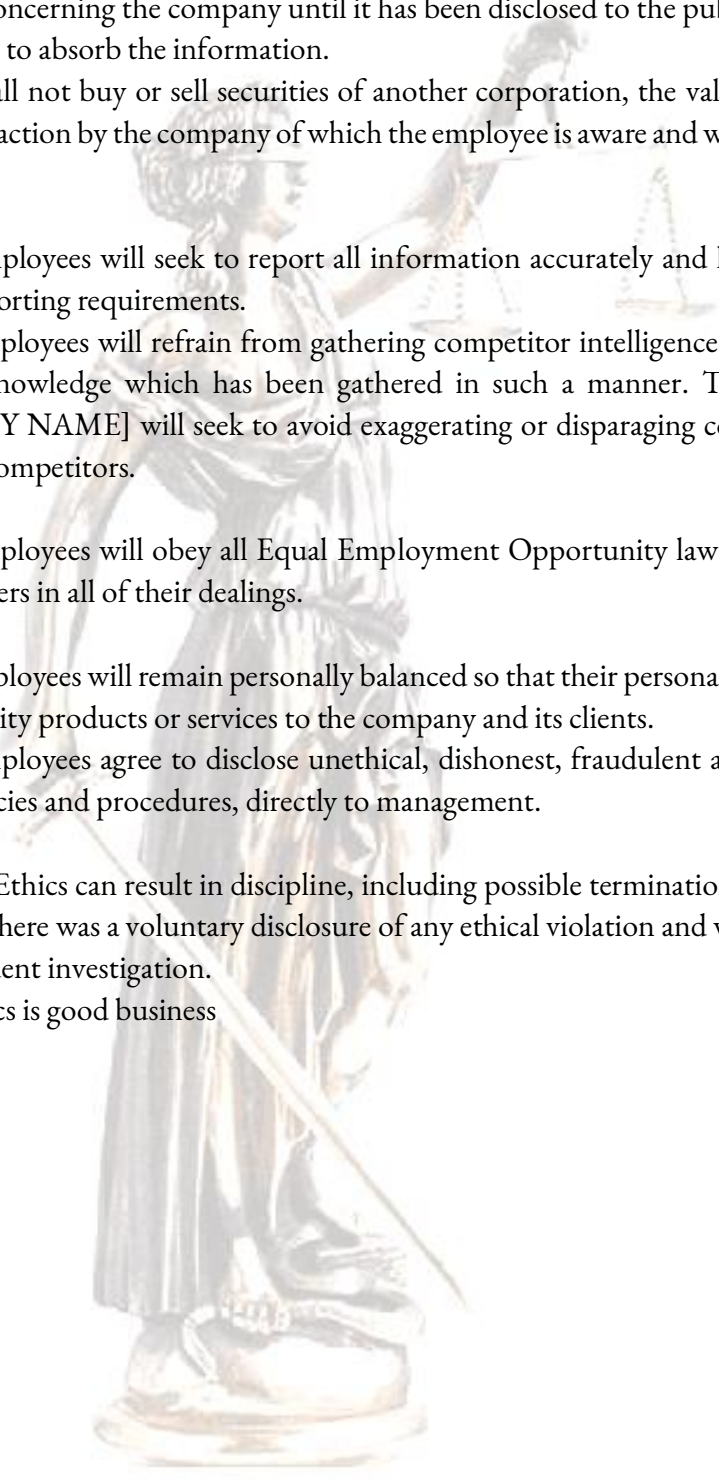 oncerning the company until it has been disclosed to the pub
to absorb the information.
all not buy or sell securities of another corporation, the val
action by the company of which the employee is aware and w
ployees will seek to report all information accurately and
orting requirements.
ployees will refrain from gathering competitor intelligence
nowledge which has been gathered in such a manner. T
Y NAME] will seek to avoid exaggerating or disparaging co
ompetitors.
ployees will obey all Equal Employment Opportunity law
ers in all of their dealings.
ployees will remain personally balanced so that their persona
ity products or services to the company and its clients.
ployees agree to disclose unethical, dishonest, fraudulent a
cies and procedures, directly to management.
Ethics can result in discipline, including possible terminatio
here was a voluntary disclosure of any ethical violation and w
ent investigation.
cs is good business